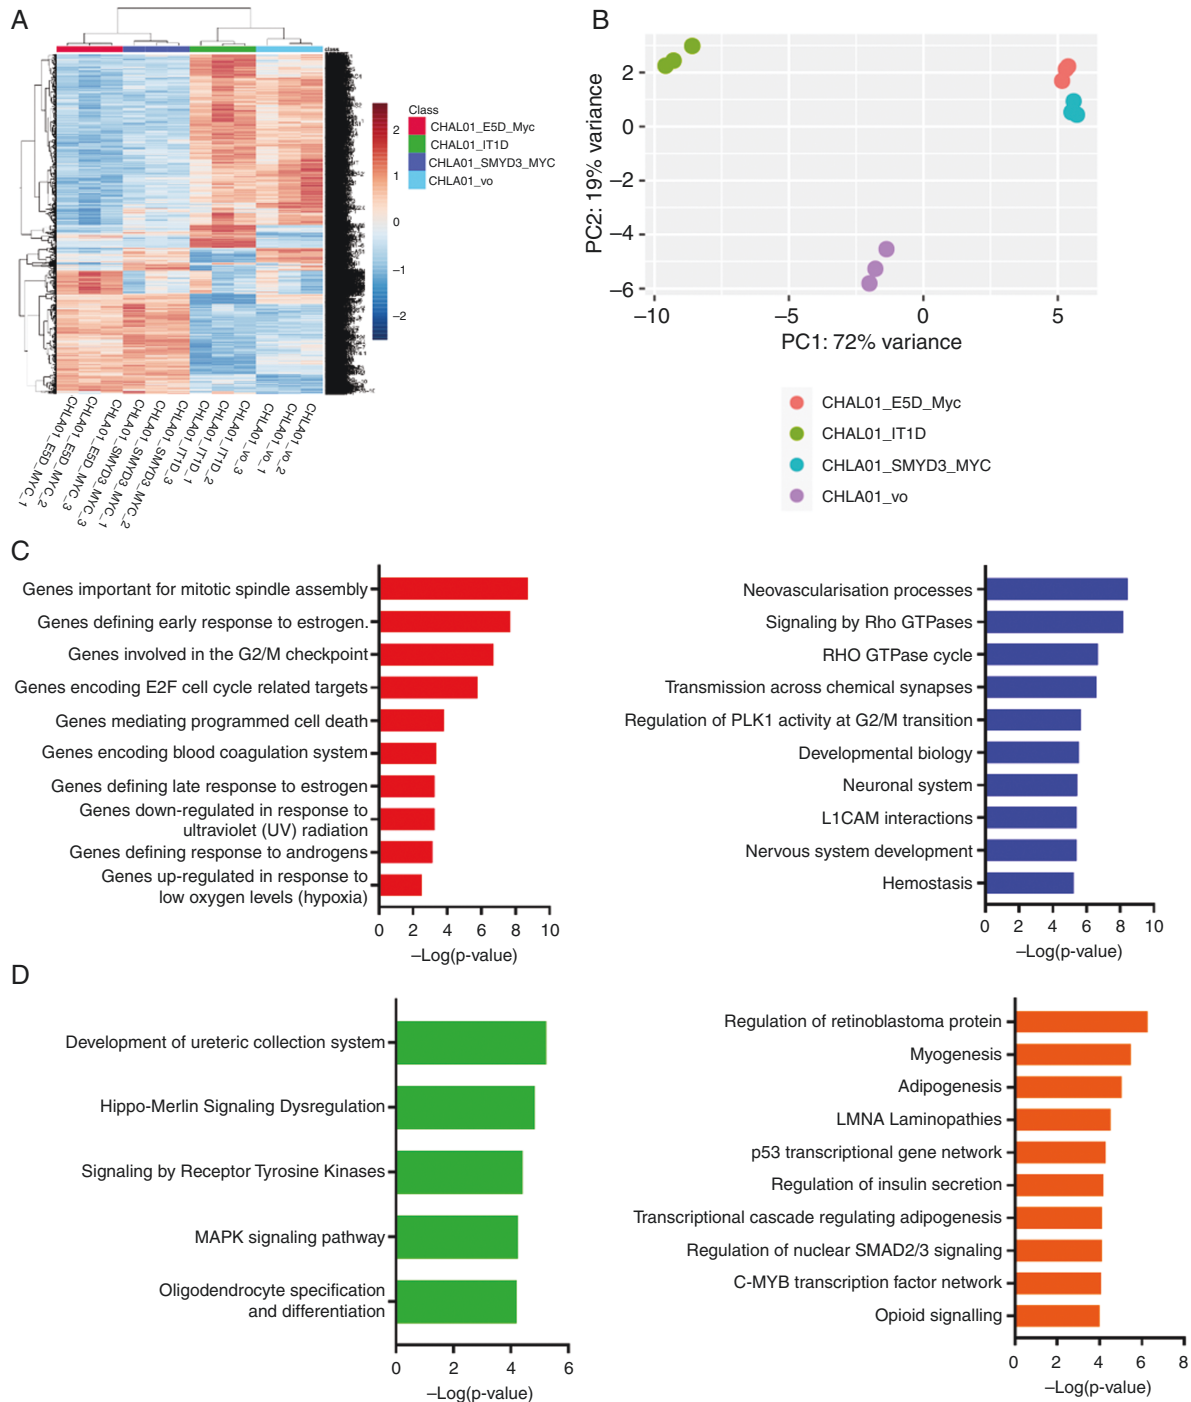 A
B
Class
CHAL01_E5D_Myc
CHAL01_IT1D
CHLA01_SMYD3_MYC
CHLA01_vo
2
1
0
−1
−2
CHLA01_E5D_MYC_1
CHLA01_E5D_MYC_2
CHLA01_E5D_MYC_3
CHLA01_SMYD3_MYC_3
CHLA01_SMYD3_MYC_1
CHLA01_SMYD3_MYC_2
CHLA01_IT1D_3
CHLA01_IT1D_1
CHLA01_IT1D_2
CHLA01_vo_3
CHLA01_vo_1
CHLA01_vo_2
PC2: 19% variance
2
0
−2
−4
−6
−10
−5
0
5
PC1: 72% variance
CHAL01_E5D_Myc
CHAL01_IT1D
CHLA01_SMYD3_MYC
CHLA01_vo
C
Genes important for mitotic spindle assembly
Genes defining early response to estrogen.
Genes involved in the G2/M checkpoint
Genes encoding E2F cell cycle related targets
Genes mediating programmed cell death
Genes encoding blood coagulation system
Genes defining late response to estrogen
Genes down-regulated in response to
ultraviolet (UV) radiation
Genes defining response to androgens
Genes up-regulated in response to
low oxygen levels (hypoxia)
0 2 4 6 8 10
−Log(p-value)
Neovascularisation processes
Signaling by Rho GTPases
RHO GTPase cycle
Transmission across chemical synapses
Regulation of PLK1 activity at G2/M transition
Developmental biology
Neuronal system
L1CAM interactions
Nervous system development
Hemostasis
0 2 4 6 8 10
−Log(p-value)
D
Development of ureteric collection system
Hippo-Merlin Signaling Dysregulation
Signaling by Receptor Tyrosine Kinases
MAPK signaling pathway
Oligodendrocyte specification
and differentiation
0 2 4 6
−Log(p-value)
Regulation of retinoblastoma protein
Myogenesis
Adipogenesis
LMNA Laminopathies
p53 transcriptional gene network
Regulation of insulin secretion
Transcriptional cascade regulating adipogenesis
Regulation of nuclear SMAD2/3 signaling
C-MYB transcription factor network
Opioid signalling
0 2 4 6 8
−Log(p-value)